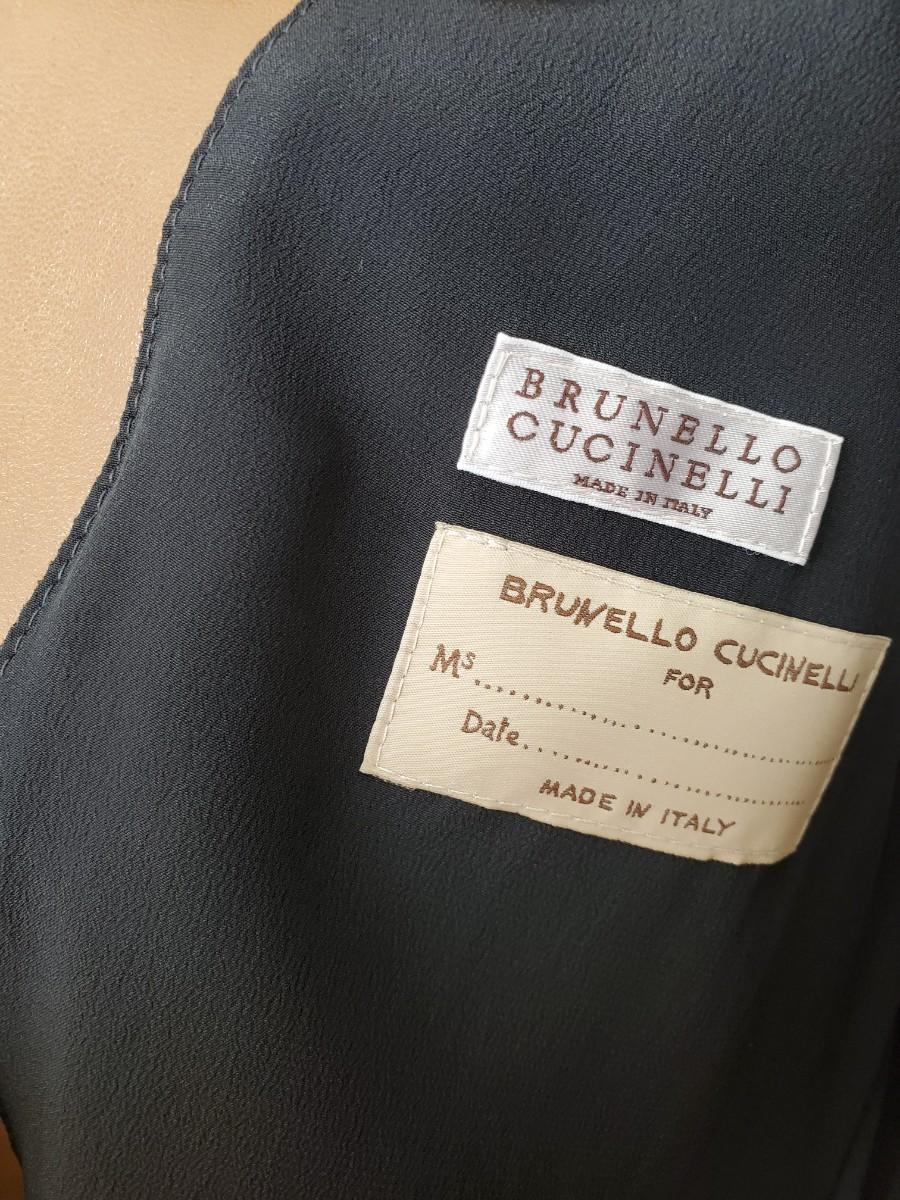 BRUNELLO
CUCINELLI
MADE IN ITALY
BRUNELLO CUCINELLI
FOR
Ms....................
Date....................
MADE IN ITALY